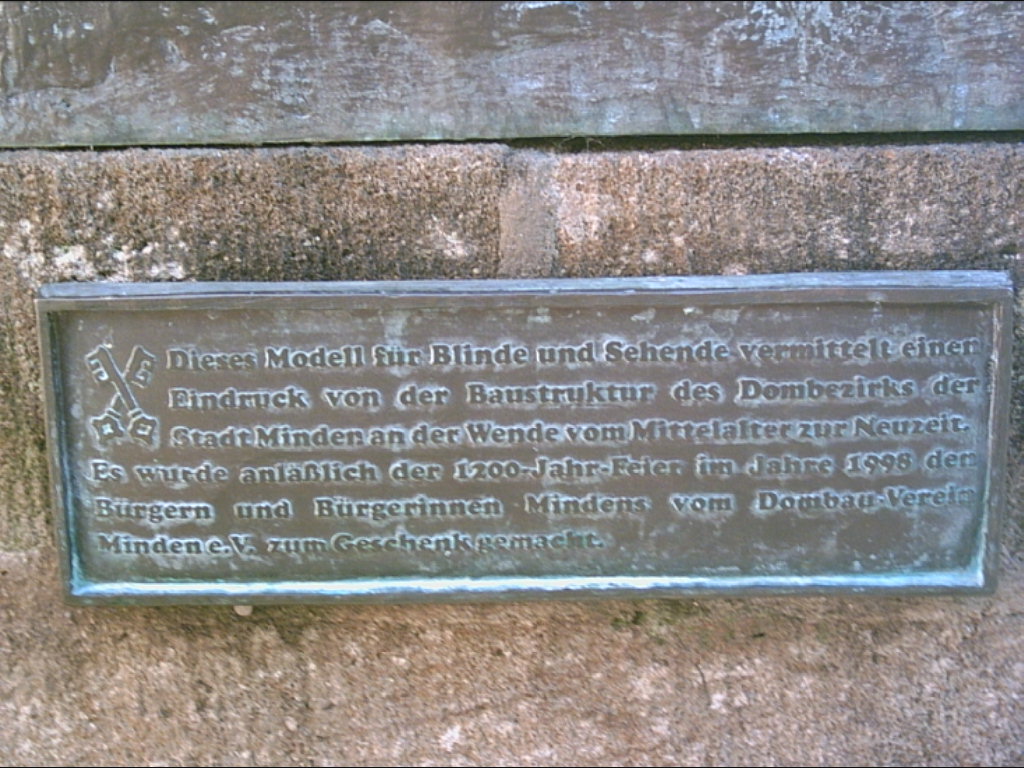 Dieses Modell für Blinde und Sehende vermittelt einen
Eindruck von der Baustruktur des Dombezirks der
Stadt Minden an der Wende vom Mittelalter zur Neuzeit.
Es wurde anläßlich der 1200-Jahr-Feier im Jahre 1998 den
Bürgern und Bürgerinnen Mindens vom Dombau-Verein
Minden e.V. zum Geschenk gemacht.